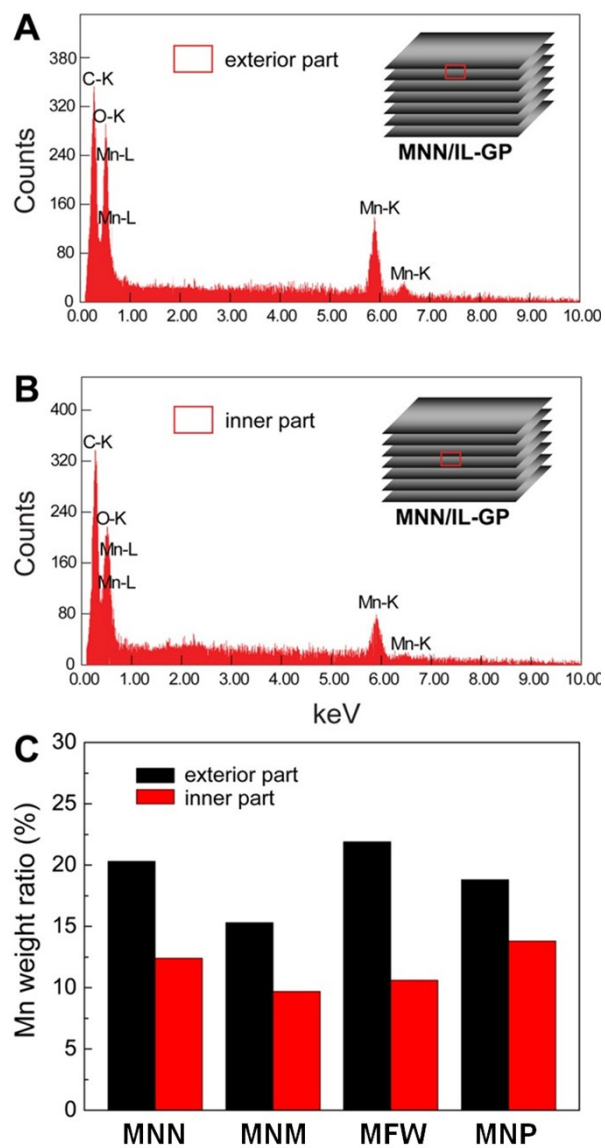 A
380
320
240
160
80
0
Counts
C-K
O-K
Mn-L
Mn-L
exterior part
MNN/IL-GP
Mn-K
Mn-K
0.00 1.00 2.00 3.00 4.00 5.00 6.00 7.00 8.00 9.00 10.00
B
400
320
240
160
80
0
Counts
C-K
O-K
Mn-L
Mn-L
inner part
MNN/IL-GP
Mn-K
Mn-K
0.00 1.00 2.00 3.00 4.00 5.00 6.00 7.00 8.00 9.00 10.00
keV
C
30
25
20
15
10
5
0
Mn weight ratio (%)
exterior part
inner part
MNN MNM MFW MNP